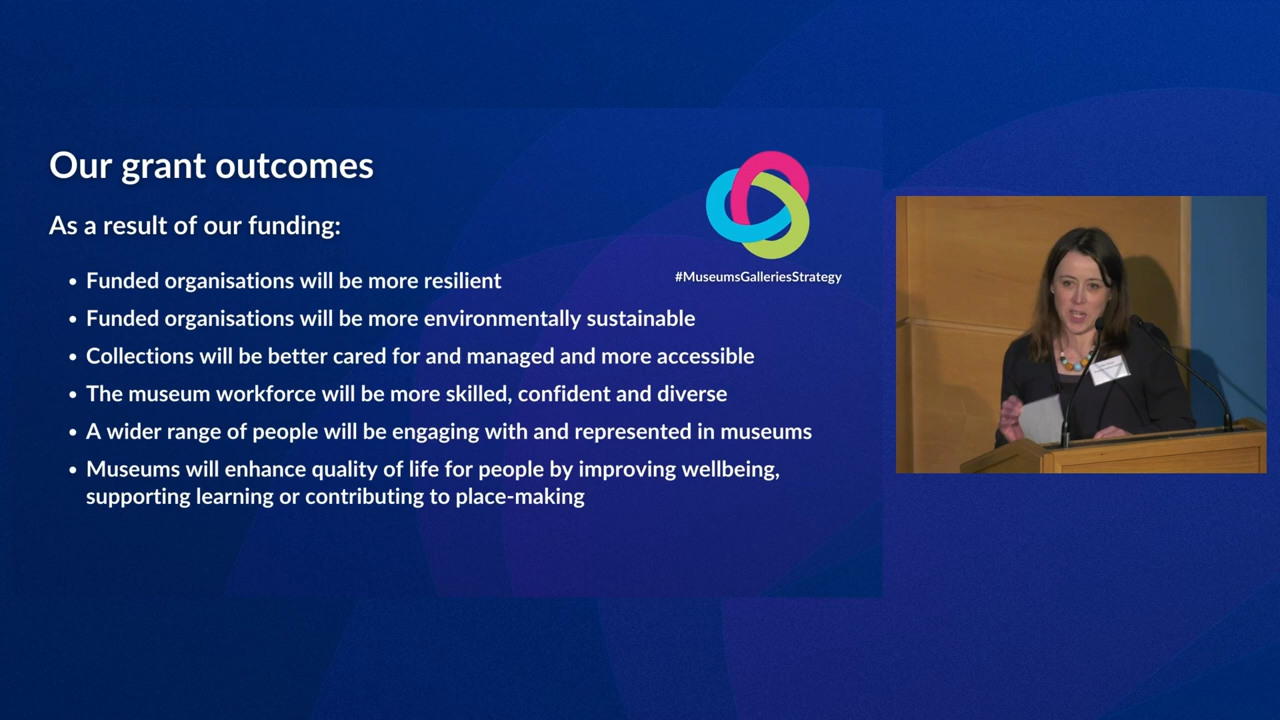 Our grant outcomes
As a result of our funding:
• Funded organisations will be more resilient
• Funded organisations will be more environmentally sustainable
• Collections will be better cared for and managed and more accessible
• The museum workforce will be more skilled, confident and diverse
• A wider range of people will be engaging with and represented in museums
• Museums will enhance quality of life for people by improving wellbeing,
supporting learning or contributing to place-making
#MuseumsGalleriesStrategy